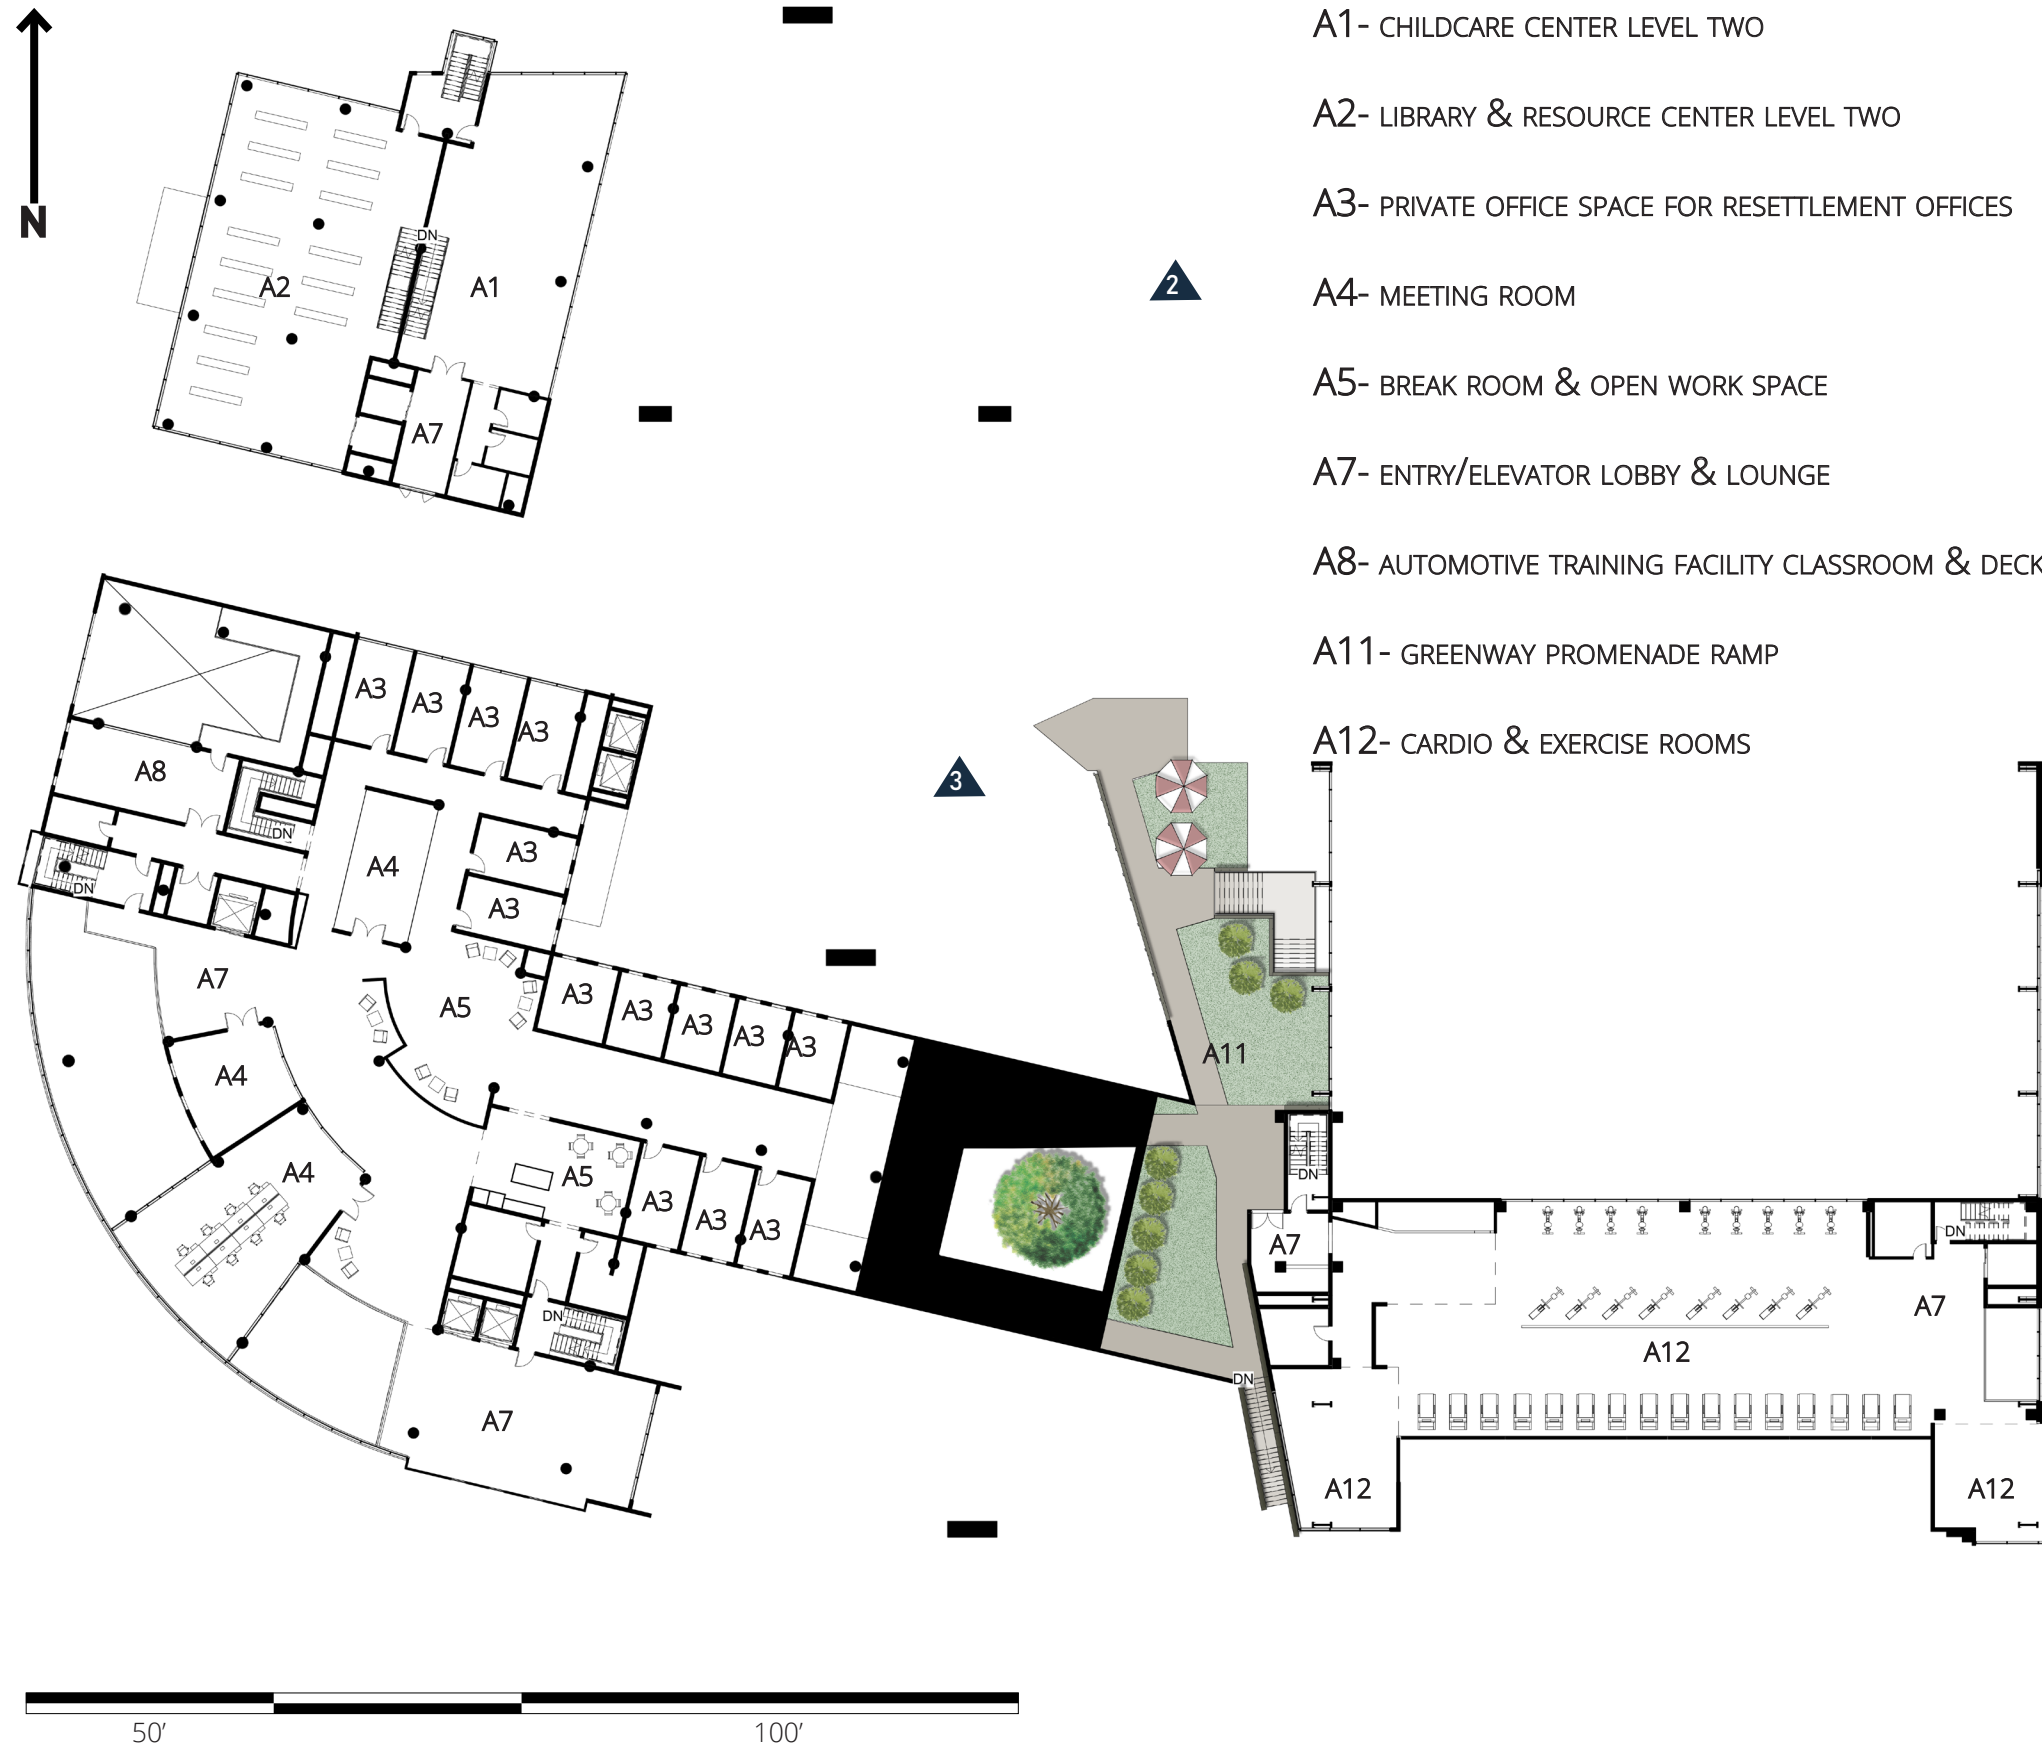 N
A1- CHILDCARE CENTER LEVEL TWO
A2- LIBRARY & RESOURCE CENTER LEVEL TWO
A3- PRIVATE OFFICE SPACE FOR RESETTLEMENT OFFICES
A4- MEETING ROOM
A5- BREAK ROOM & OPEN WORK SPACE
A7- ENTRY/ELEVATOR LOBBY & LOUNGE
A8- AUTOMOTIVE TRAINING FACILITY CLASSROOM & DECK
A11- GREENWAY PROMENADE RAMP
A12- CARDIO & EXERCISE ROOMS
DN
A2
A1
A7
2
3
A3
A3
A3
A3
A8
DN
A4
A3
A3
DN
A7
A5
A3
A3
A3
A3
A3
A4
A4
A5
A3
A3
A3
DN
A7
A11
DN
A7
DN
DN
A7
A12
A12
A12
50'
100'